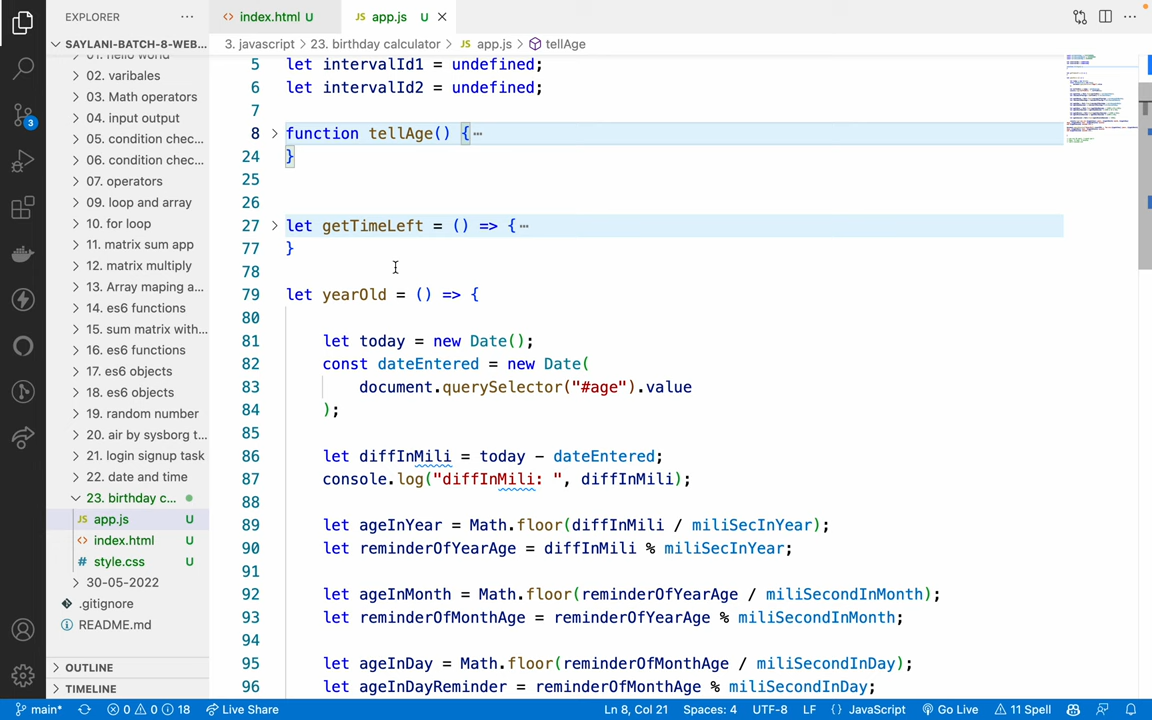 EXPLORER
index.html U
JS app.js U
SAYLANI-BATCH-8-WEB...
3. javascript > 23. birthday calculator > JS app.js > tellAge
02. varibales
03. Math operators
04. input output
05. condition chec...
06. condition chec...
07. operators
09. loop and array
10. for loop
11. matrix sum app
12. matrix multiply
13. Array maping a...
14. es6 functions
15. sum matrix with...
16. es6 functions
17. es6 objects
18. es6 objects
19. random number
20. air by sysborg t...
21. login signup task
22. date and time
23. birthday c...
JS app.js U
index.html U
# style.css U
30-05-2022
.gitignore
README.md
OUTLINE
TIMELINE
3
5 let intervalId1 = undefined;
6 let intervalId2 = undefined;
7
8 function tellAge() {
24 }
25
26
27 let getTimeLeft = () => {
77 }
78
79 let yearOld = () => {
80
81 let today = new Date();
82 const dateEntered = new Date(
83 document.querySelector("#age").value
84 );
85
86 let diffInMili = today - dateEntered;
87 console.log("diffInMili: ", diffInMili);
88
89 let ageInYear = Math.floor(diffInMili / miliSecInYear);
90 let reminderOfYearAge = diffInMili % miliSecInYear;
91
92 let ageInMonth = Math.floor(reminderOfYearAge / miliSecondInMonth);
93 let reminderOfMonthAge = reminderOfYearAge % miliSecondInMonth;
94
95 let ageInDay = Math.floor(reminderOfMonthAge / miliSecondInDay);
96 let ageInDayReminder = reminderOfMonthAge % miliSecondInDay;
main* 0 0 18 Live Share Ln 8, Col 21 Spaces: 4 UTF-8 LF {} JavaScript Go Live 11 Spell